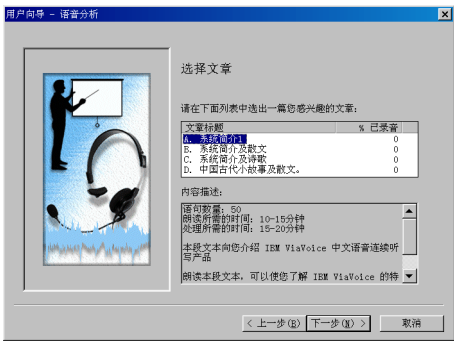 用户向导 - 语音分析
选择文章
请在下面列表中选出一篇您感兴趣的文章:
文章标题 % 已录音
A. 系统简介1 0
B. 系统简介及散文 0
C. 系统简介及诗歌 0
D. 中国古代小故事及散文。 0
内容描述:
语句数量: 50
朗读所需的时间: 10-15分钟
处理所需的时间: 15-20分钟
本段文本向您介绍 IBM ViaVoice 中文语音连续听
写产品
朗读本段文本，可以使您了解 IBM ViaVoice 的特
< 上一步(B) 下一步(N) > 取消